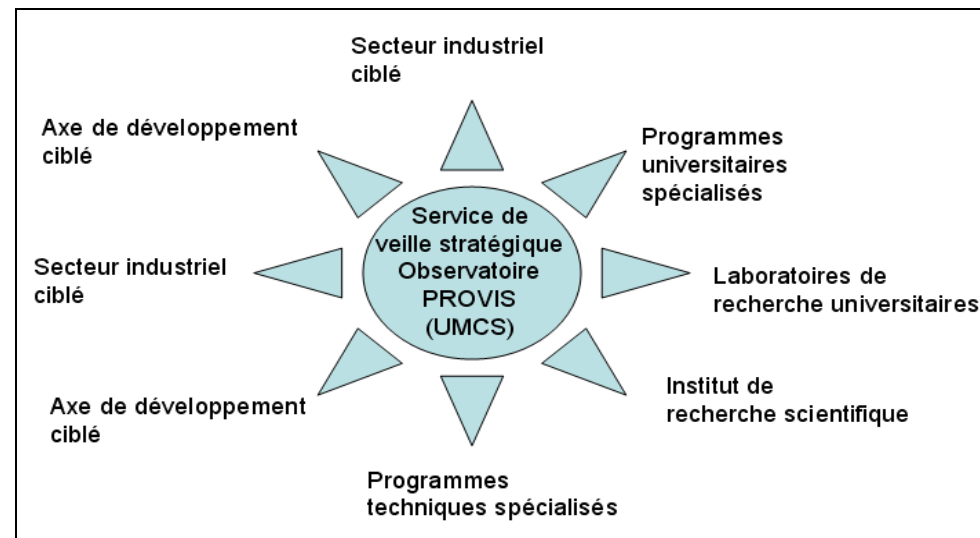 Secteur industriel
ciblé
Axe de développement
ciblé
Programmes
universitaires
spécialisés
Service de
veille stratégique
Observatoire
PROVIS
(UMCS)
Secteur industriel
ciblé
Laboratoires de
recherche universitaires
Axe de développement
ciblé
Institut de
recherche scientifique
Programmes
techniques spécialisés